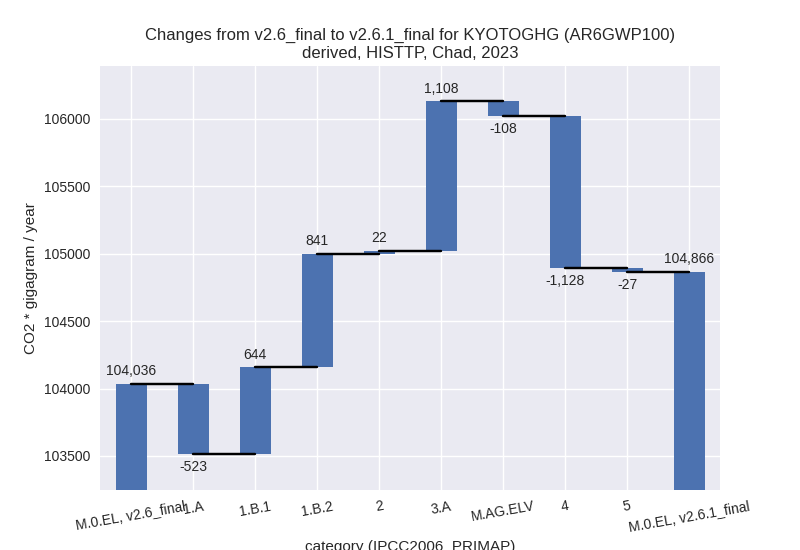 Changes from v2.6_final to v2.6.1_final for KYOTOGHG (AR6GWP100)
derived, HISTTP, Chad, 2023
CO2 * gigagram / year
106000
105500
105000
104500
104000
103500
104,036
-523
644
841
22
1,108
-108
-1,128
-27
104,866
M.0.EL, v2.6_final
1.A
1.B.1
1.B.2
2
3.A
M.AG.ELV
4
5
M.0.EL, v2.6.1_final
category (IPCC2006_PRIMAP)